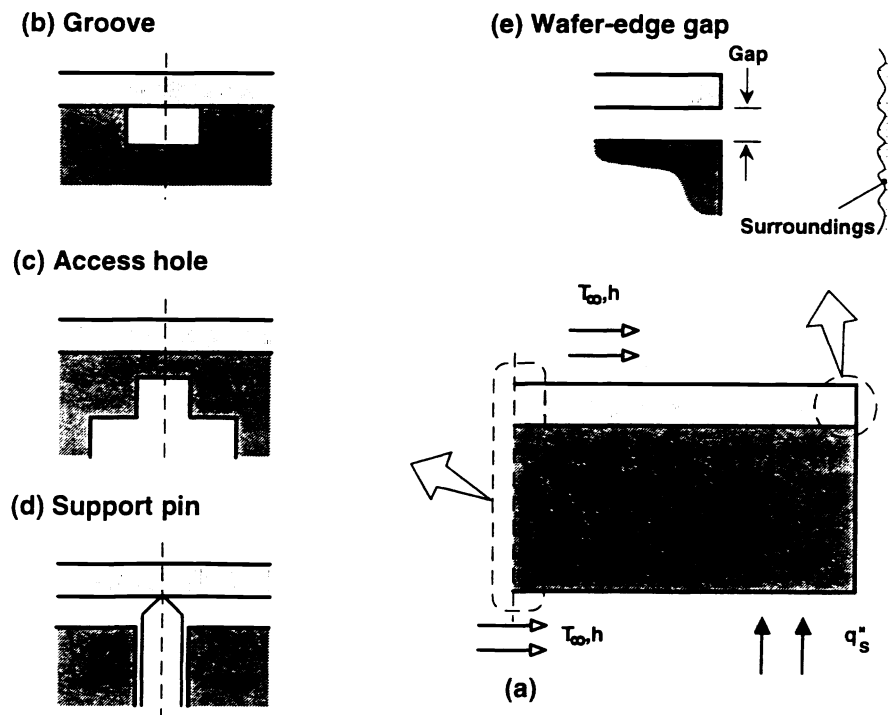 (b) Groove
(e) Wafer-edge gap
Gap
Surroundings
(c) Access hole
T∞,h
(d) Support pin
T∞,h
q"s
(a)